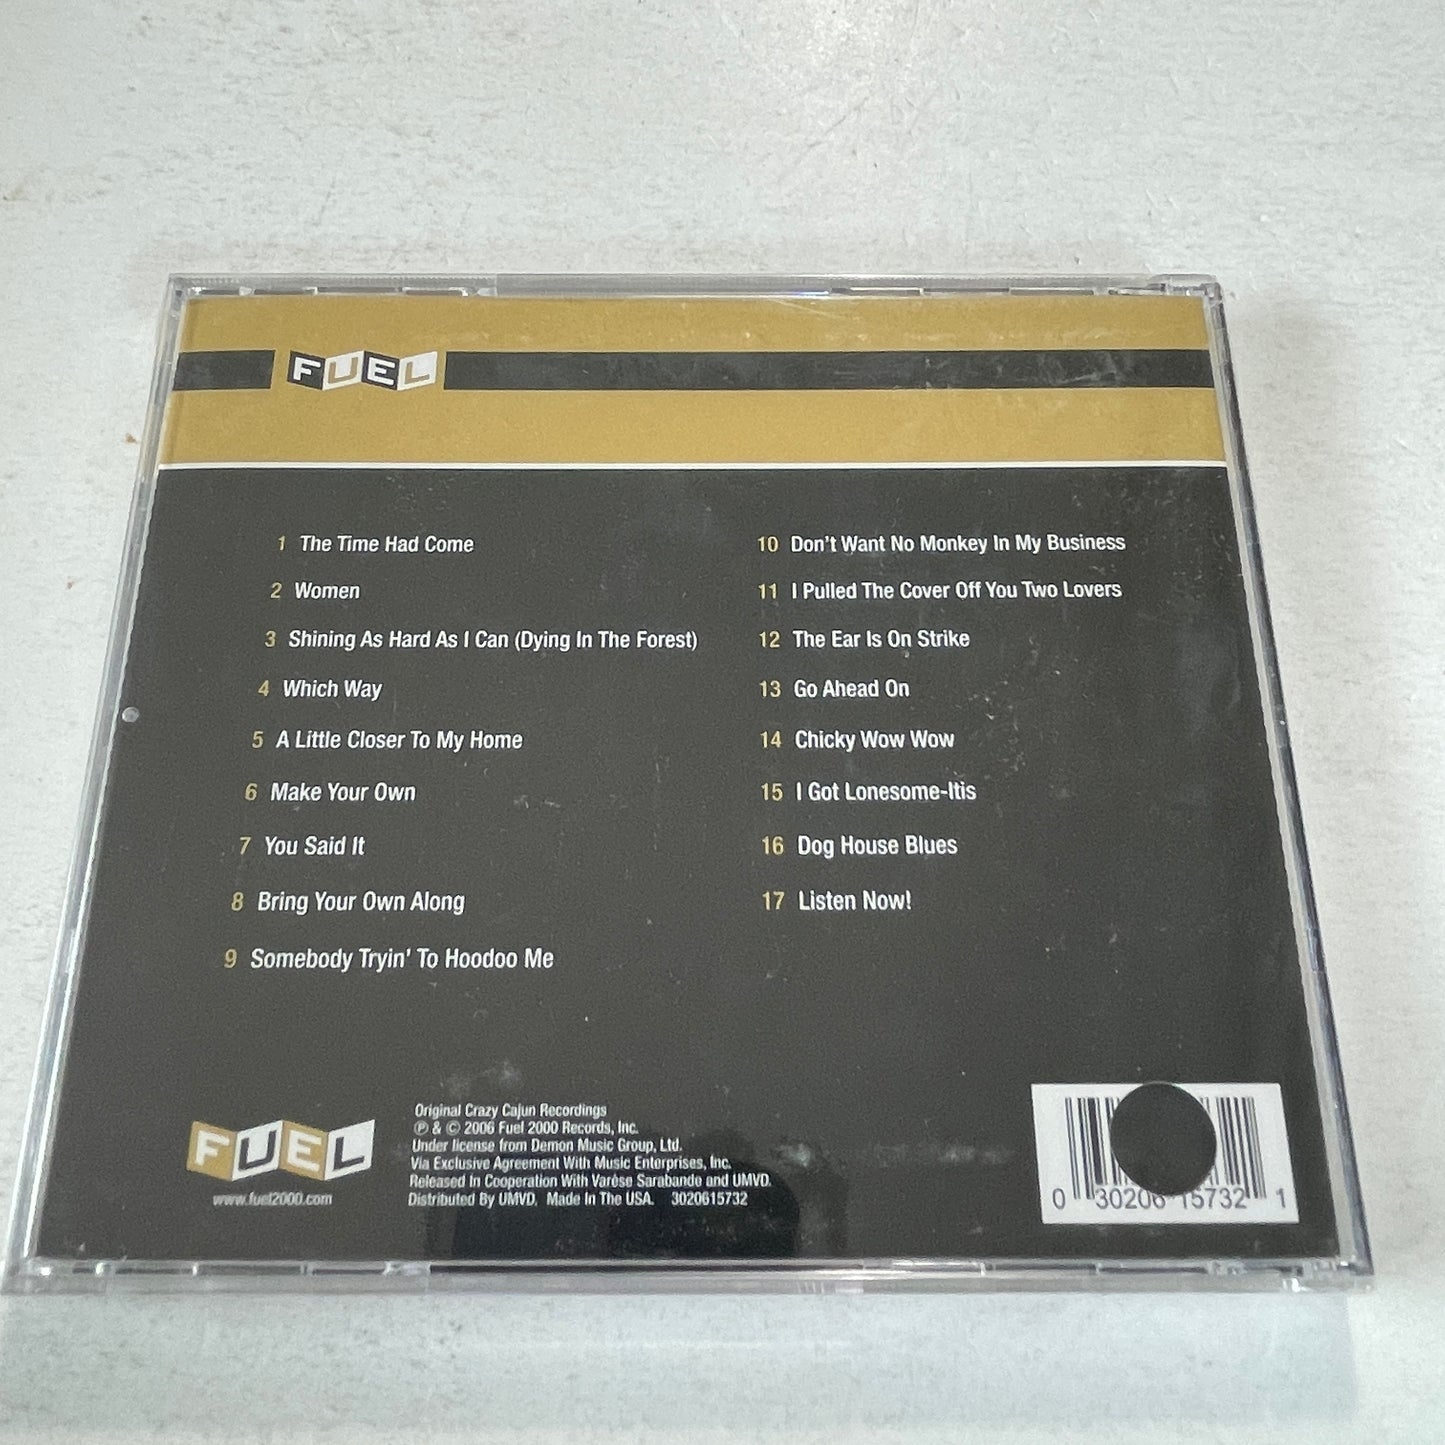 FUEL
1 The Time Had Come
2 Women
3 Shining As Hard As I Can (Dying In The Forest)
4 Which Way
5 A Little Closer To My Home
6 Make Your Own
7 You Said It
8 Bring Your Own Along
9 Somebody Tryin' To Hoodoo Me
10 Don't Want No Monkey In My Business
11 I Pulled The Cover Off You Two Lovers
12 The Ear Is On Strike
13 Go Ahead On
14 Chicky Wow Wow
15 I Got Lonesome-Itis
16 Dog House Blues
17 Listen Now!
FUEL
www.fuel2000.com
Original Crazy Cajun Recordings
℗ & © 2006 Fuel 2000 Records, Inc.
Under license from Demon Music Group, Ltd.
Via Exclusive Agreement With Music Enterprises, Inc.
Released In Cooperation With Varèse Sarabande and UMVD.
Distributed By UMVD. Made In The USA. 3020615732
0 30206 15732 1